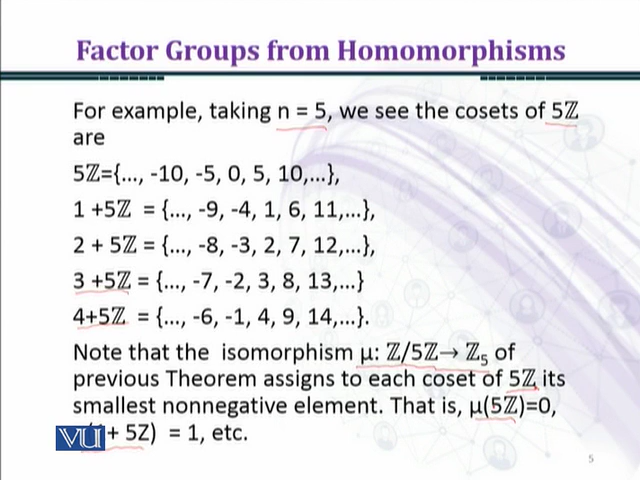 Factor Groups from Homomorphisms
For example, taking n = 5, we see the cosets of 5ℤ
are
5ℤ={…, -10, -5, 0, 5, 10,…},
1 +5ℤ = {…, -9, -4, 1, 6, 11,…},
2 + 5ℤ = {…, -8, -3, 2, 7, 12,…},
3 +5ℤ = {…, -7, -2, 3, 8, 13,…}
4+5ℤ = {…, -6, -1, 4, 9, 14,…}.
Note that the isomorphism μ: ℤ/5ℤ→ ℤ₅ of
previous Theorem assigns to each coset of 5ℤ its
smallest nonnegative element. That is, μ(5ℤ)=0,
VU + 5Z) = 1, etc.
5